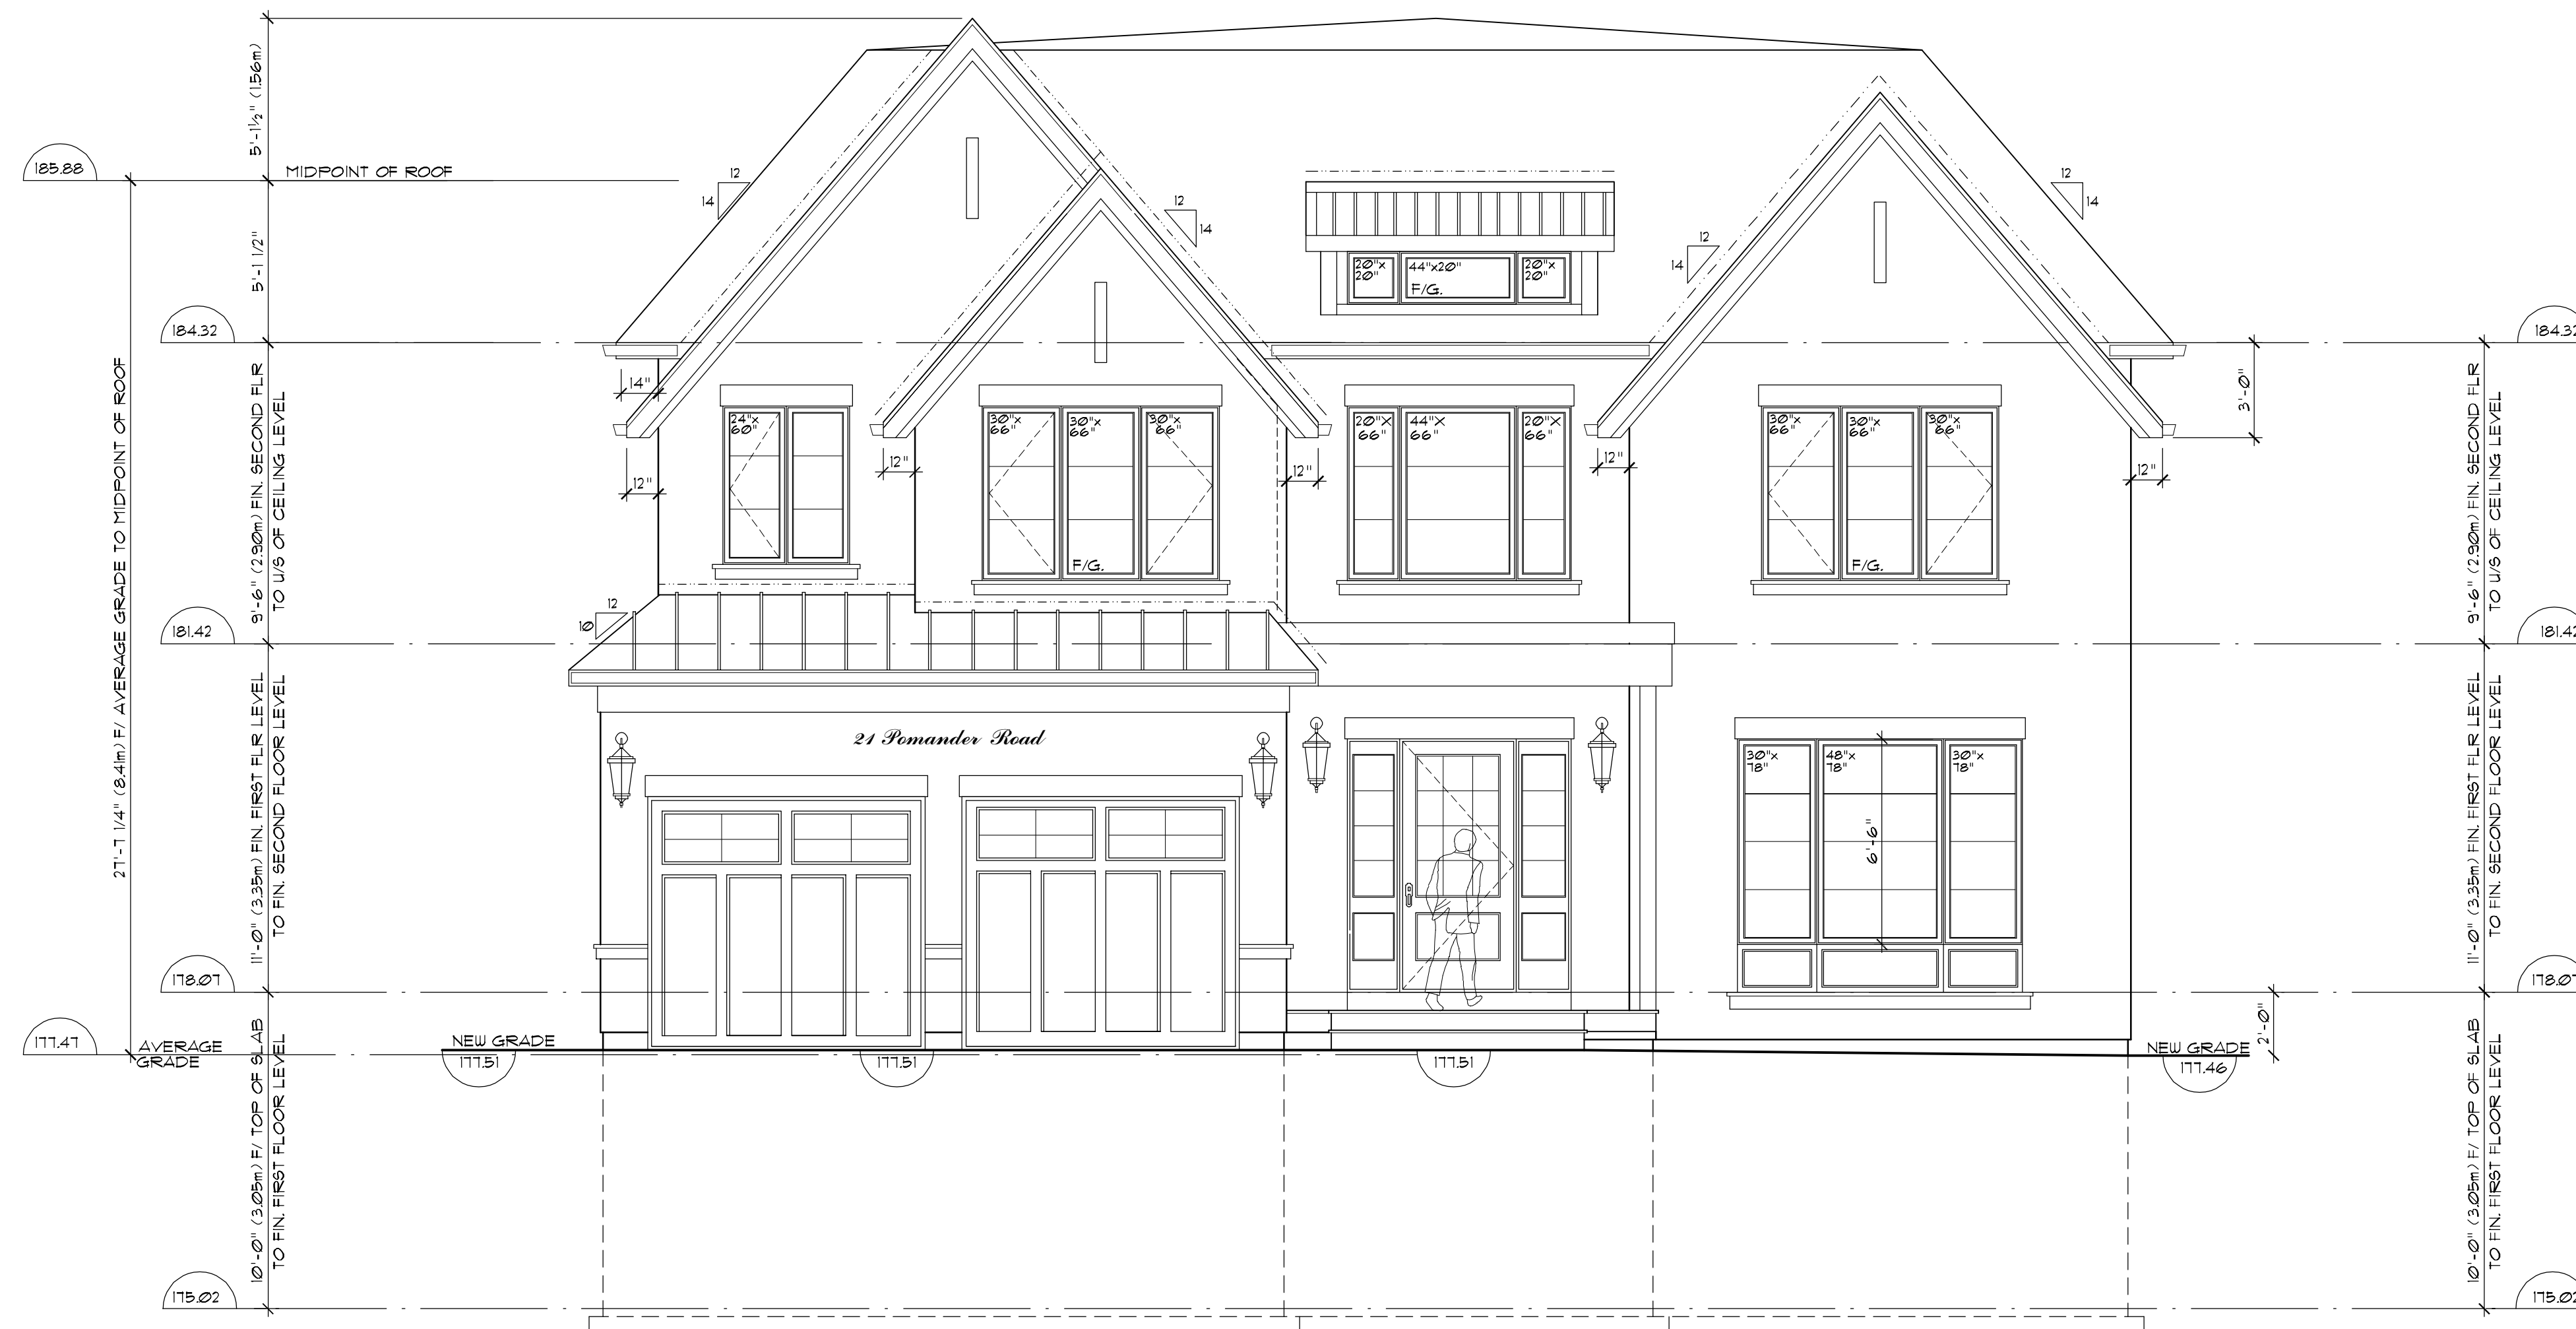 5'-1½" (1.56m)
185.88
MIDPOINT OF ROOF
12
14
12
14
12
14
12
14
5'-1 1/2"
20"x
20"
44"x20"
F/G.
20"x
20"
184.32
184.32
27'-7 1/4" (8.41m) F/ AVERAGE GRADE TO MIDPOINT OF ROOF
9'-6" (2.90m) FIN. SECOND FLR
TO U/S OF CEILING LEVEL
14"
12"
12"
12"
12"
12"
3'-0"
24"x
60"
30"x
66"
30"x
66"
30"x
66"
F/G.
20"X
66"
44"X
66"
20"X
66"
30"x
66"
30"x
66"
30"x
66"
F/G.
9'-6" (2.90m) FIN. SECOND FLR
TO U/S OF CEILING LEVEL
12
10
181.42
181.42
11'-0" (3.35m) FIN. FIRST FLR LEVEL
TO FIN. SECOND FLOOR LEVEL
21 Pomander Road
30"x
78"
48"x
78"
30"x
78"
6'-6"
11'-0" (3.35m) FIN. FIRST FLR LEVEL
TO FIN. SECOND FLOOR LEVEL
178.07
178.07
2'-0"
177.47
AVERAGE
GRADE
NEW GRADE
177.51
177.51
177.51
NEW GRADE
177.46
10'-0" (3.05m) F/ TOP OF SLAB
TO FIN. FIRST FLOOR LEVEL
10'-0" (3.05m) F/ TOP OF SLAB
TO FIN. FIRST FLOOR LEVEL
175.02
175.02